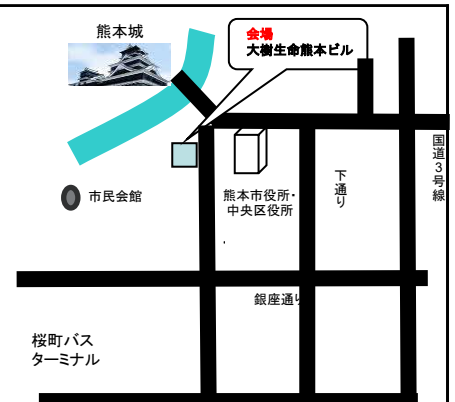 熊本城
会場
大樹生命熊本ビル
市民会館
熊本市役所・
中央区役所
下通り
国道3号線
銀座通り
桜町バス
ターミナル